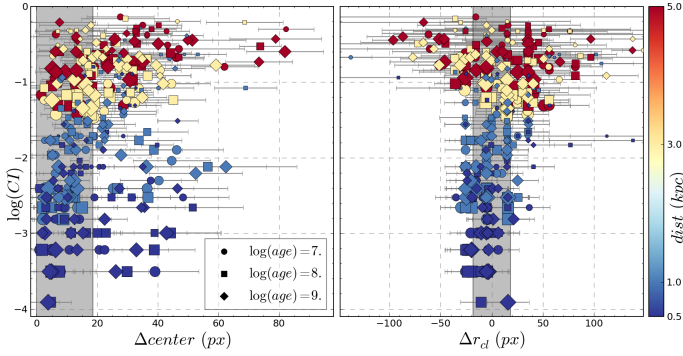 0
−1
−2
−3
−4
log(CI)
log(age)=7.
log(age)=8.
log(age)=9.
0 20 40 60 80
Δcenter (px)
−100 −50 0 50 100
Δr_cl (px)
5.0
3.0
1.0
0.5
dist (kpc)